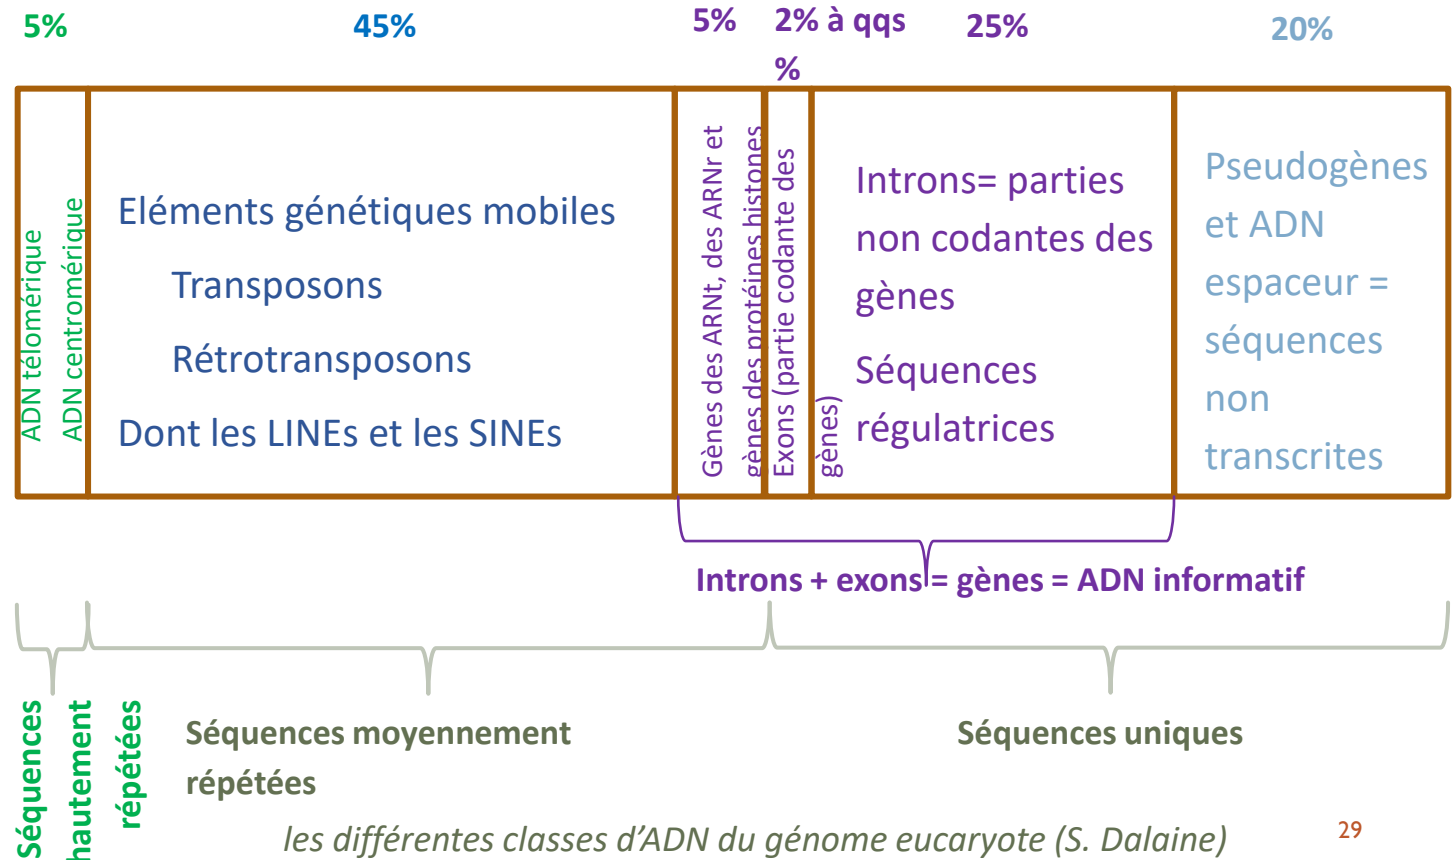 5%
45%
5%
2% à qqs
%
25%
20%
ADN télomérique
ADN centromérique
Eléments génétiques mobiles
Transposons
Rétrotransposons
Dont les LINEs et les SINEs
Gènes des ARNt, des ARNr et
gènes des protéines histones
Exons (partie codante des
gènes)
Introns= parties
non codantes des
gènes
Séquences
régulatrices
Pseudogènes
et ADN
espaceur =
séquences
non
transcrites
Introns + exons = gènes = ADN informatif
Séquences
hautement
répétées
Séquences moyennement
répétées
Séquences uniques
les différentes classes d’ADN du génome eucaryote (S. Dalaine)
29